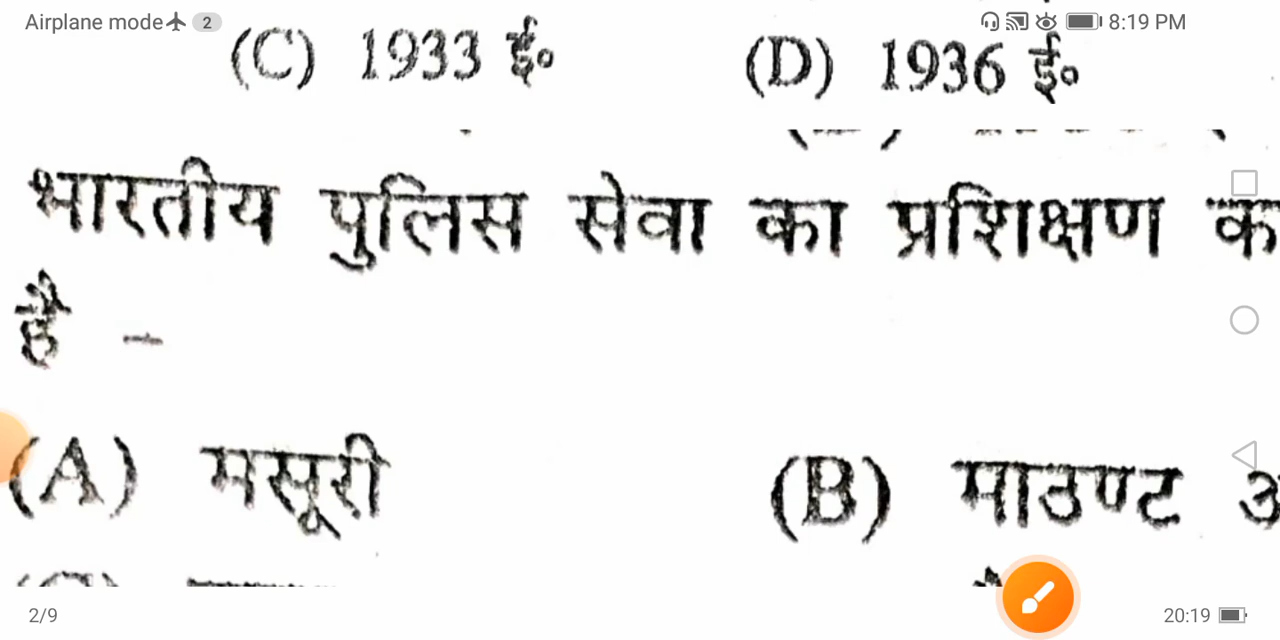 Airplane mode 2 8:19 PM
(C) 1933 ई० (D) 1936 ई०
भारतीय पुलिस सेवा का प्रशिक्षण
है –
(A) मसूरी (B) माउण्ट
2/9 20:19